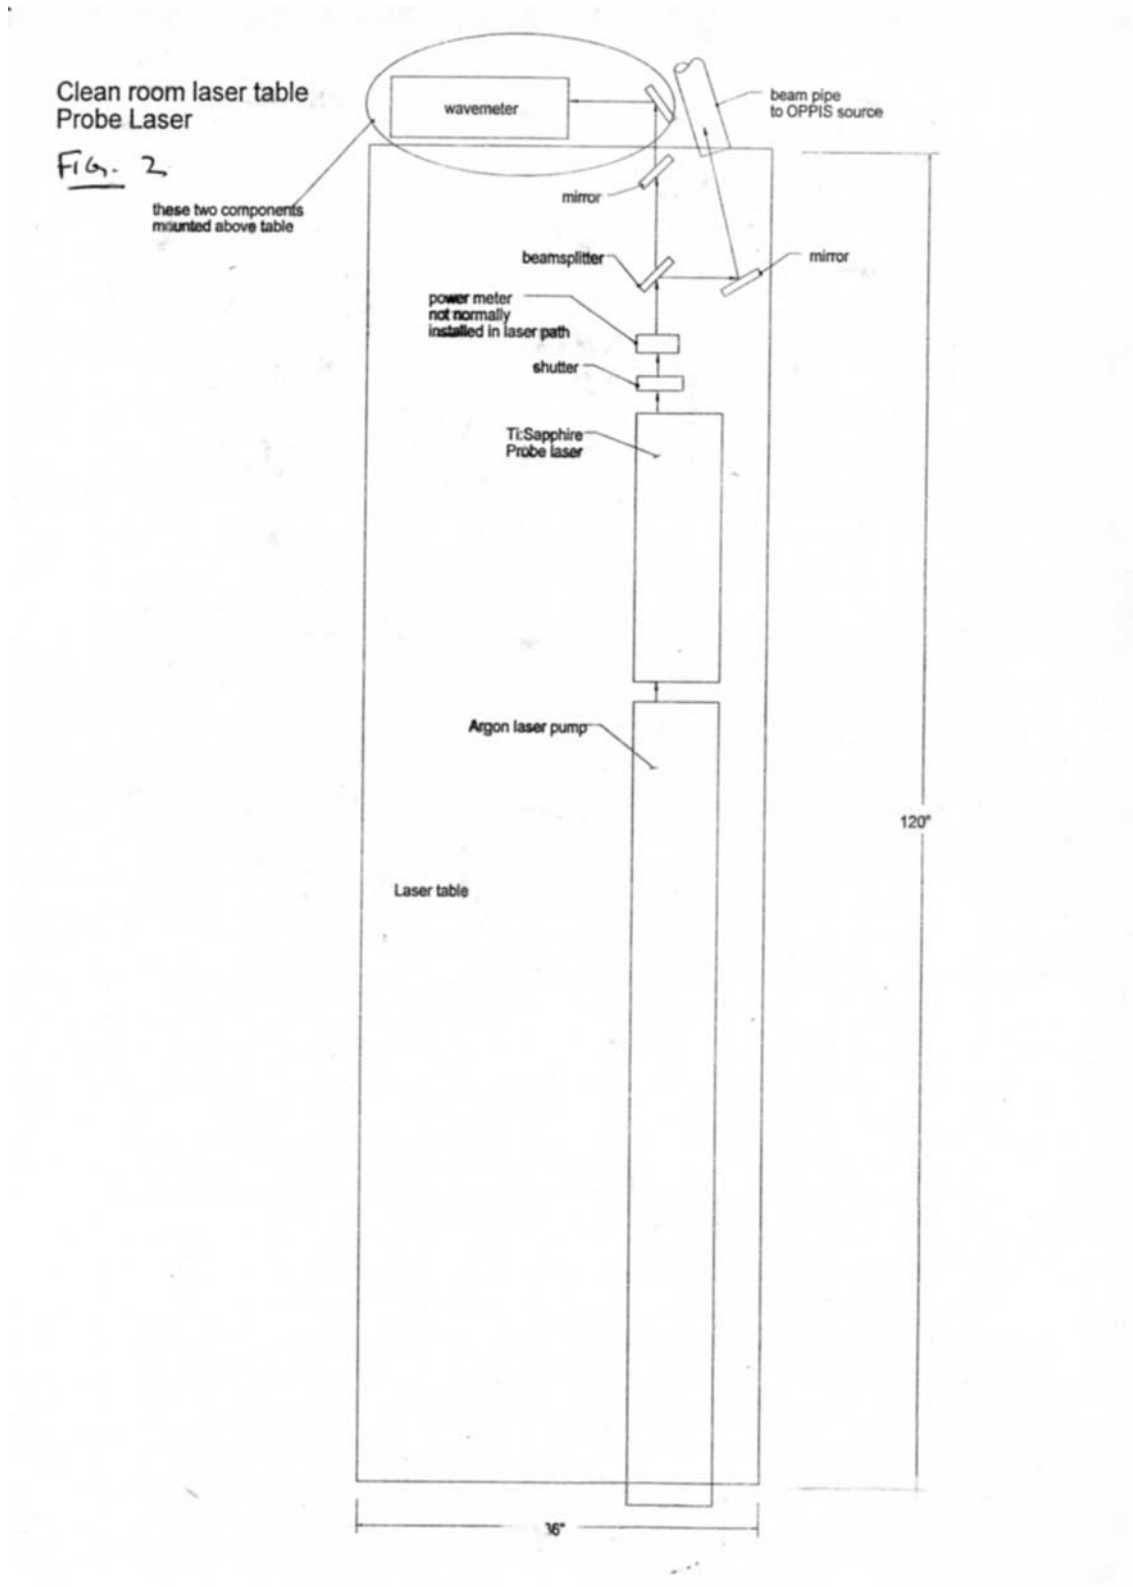 Clean room laser table
Probe Laser
FIG. 2
these two components
mounted above table
wavemeter
beam pipe
to OPPIS source
mirror
beamsplitter
mirror
power meter
not normally
installed in laser path
shutter
Ti:Sapphire
Probe laser
Argon laser pump
120"
Laser table
36"